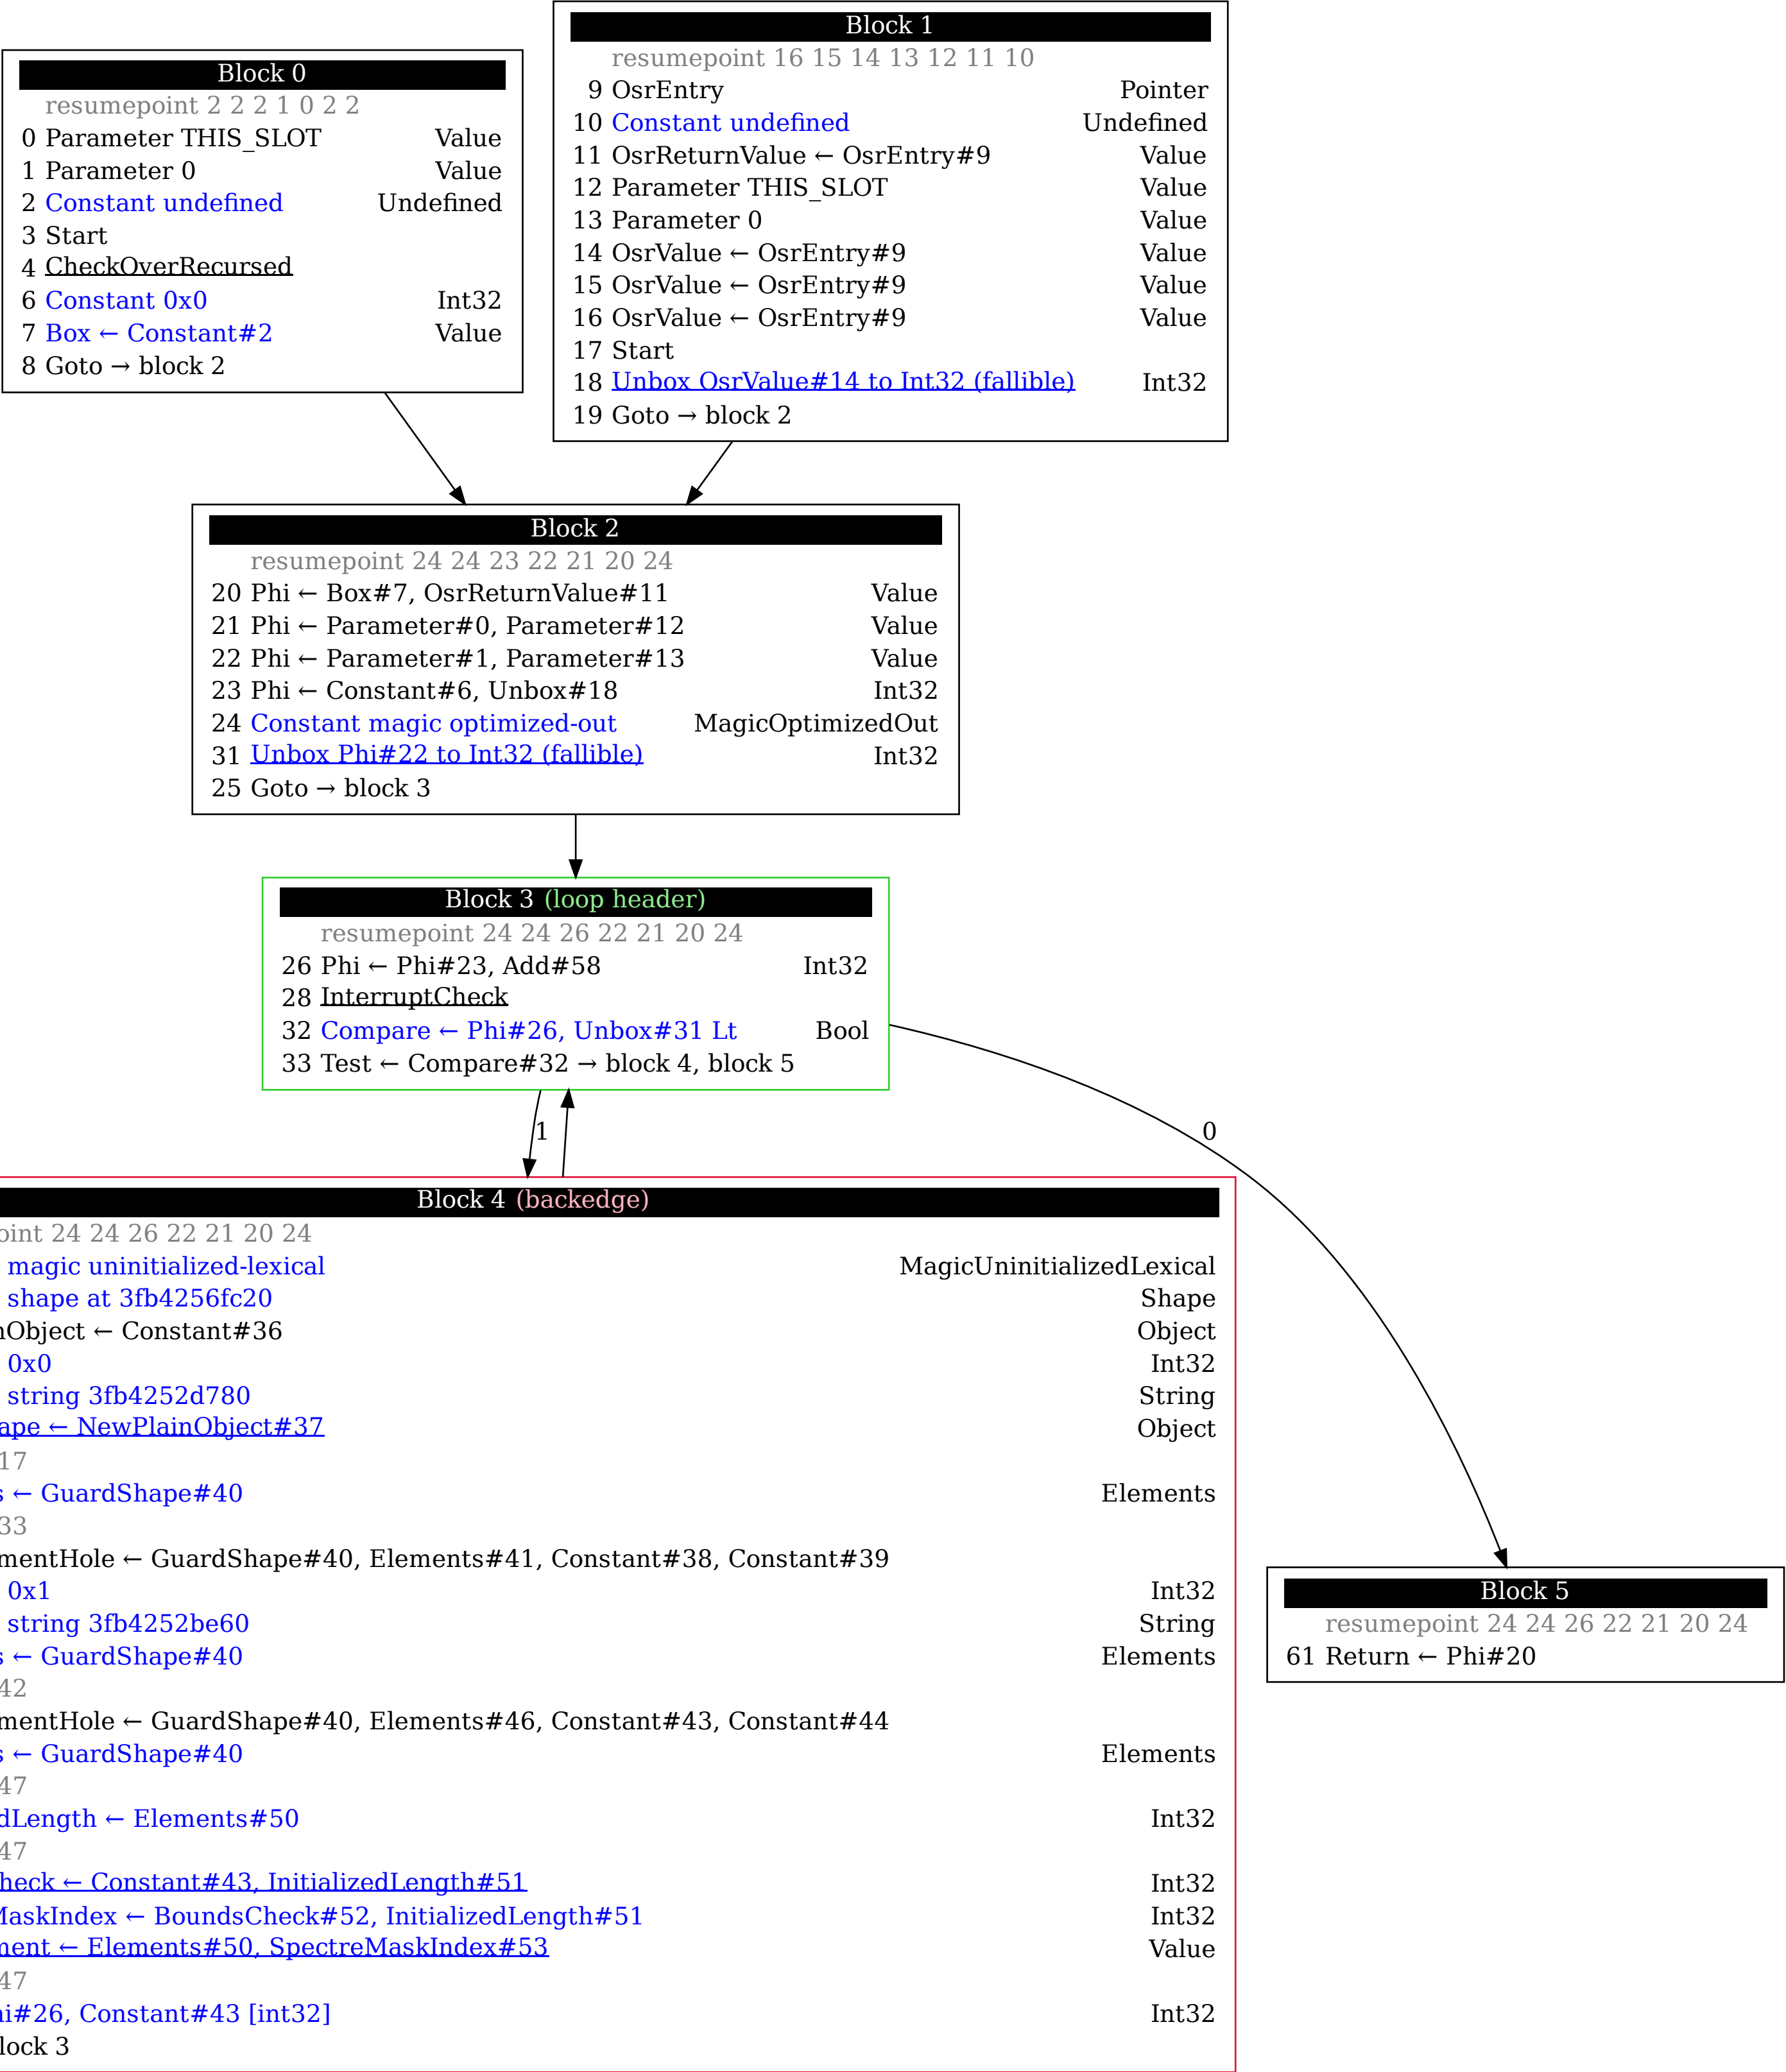 Block 0
resumepoint 2 2 2 1 0 2 2
0 Parameter THIS_SLOT Value
1 Parameter 0 Value
2 Constant undefined Undefined
3 Start
4 CheckOverRecursed
6 Constant 0x0 Int32
7 Box ← Constant#2 Value
8 Goto → block 2
Block 1
resumepoint 16 15 14 13 12 11 10
9 OsrEntry Pointer
10 Constant undefined Undefined
11 OsrReturnValue ← OsrEntry#9 Value
12 Parameter THIS_SLOT Value
13 Parameter 0 Value
14 OsrValue ← OsrEntry#9 Value
15 OsrValue ← OsrEntry#9 Value
16 OsrValue ← OsrEntry#9 Value
17 Start
18 Unbox OsrValue#14 to Int32 (fallible) Int32
19 Goto → block 2
Block 2
resumepoint 24 24 23 22 21 20 24
20 Phi ← Box#7, OsrReturnValue#11 Value
21 Phi ← Parameter#0, Parameter#12 Value
22 Phi ← Parameter#1, Parameter#13 Value
23 Phi ← Constant#6, Unbox#18 Int32
24 Constant magic optimized-out MagicOptimizedOut
31 Unbox Phi#22 to Int32 (fallible) Int32
25 Goto → block 3
Block 3 (loop header)
resumepoint 24 24 26 22 21 20 24
26 Phi ← Phi#23, Add#58 Int32
28 InterruptCheck
32 Compare ← Phi#26, Unbox#31 Lt Bool
33 Test ← Compare#32 → block 4, block 5
1
0
Block 4 (backedge)
oint 24 24 26 22 21 20 24
magic uninitialized-lexical MagicUninitializedLexical
shape at 3fb4256fc20 Shape
nObject ← Constant#36 Object
0x0 Int32
string 3fb4252d780 String
ape ← NewPlainObject#37 Object
17
s ← GuardShape#40 Elements
33
mentHole ← GuardShape#40, Elements#41, Constant#38, Constant#39
0x1 Int32
string 3fb4252be60 String
s ← GuardShape#40 Elements
42
mentHole ← GuardShape#40, Elements#46, Constant#43, Constant#44
s ← GuardShape#40 Elements
47
dLength ← Elements#50 Int32
47
heck ← Constant#43, InitializedLength#51 Int32
MaskIndex ← BoundsCheck#52, InitializedLength#51 Int32
ment ← Elements#50, SpectreMaskIndex#53 Value
47
hi#26, Constant#43 [int32] Int32
lock 3
Block 5
resumepoint 24 24 26 22 21 20 24
61 Return ← Phi#20